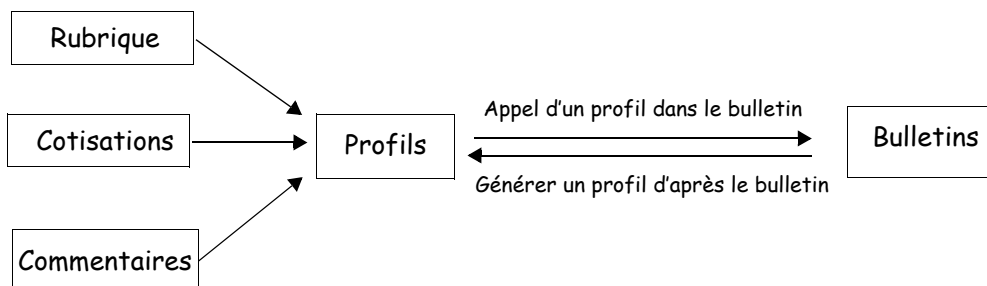 Rubrique
Cotisations
Commentaires
Profils
Appel d'un profil dans le bulletin
Générer un profil d'après le bulletin
Bulletins